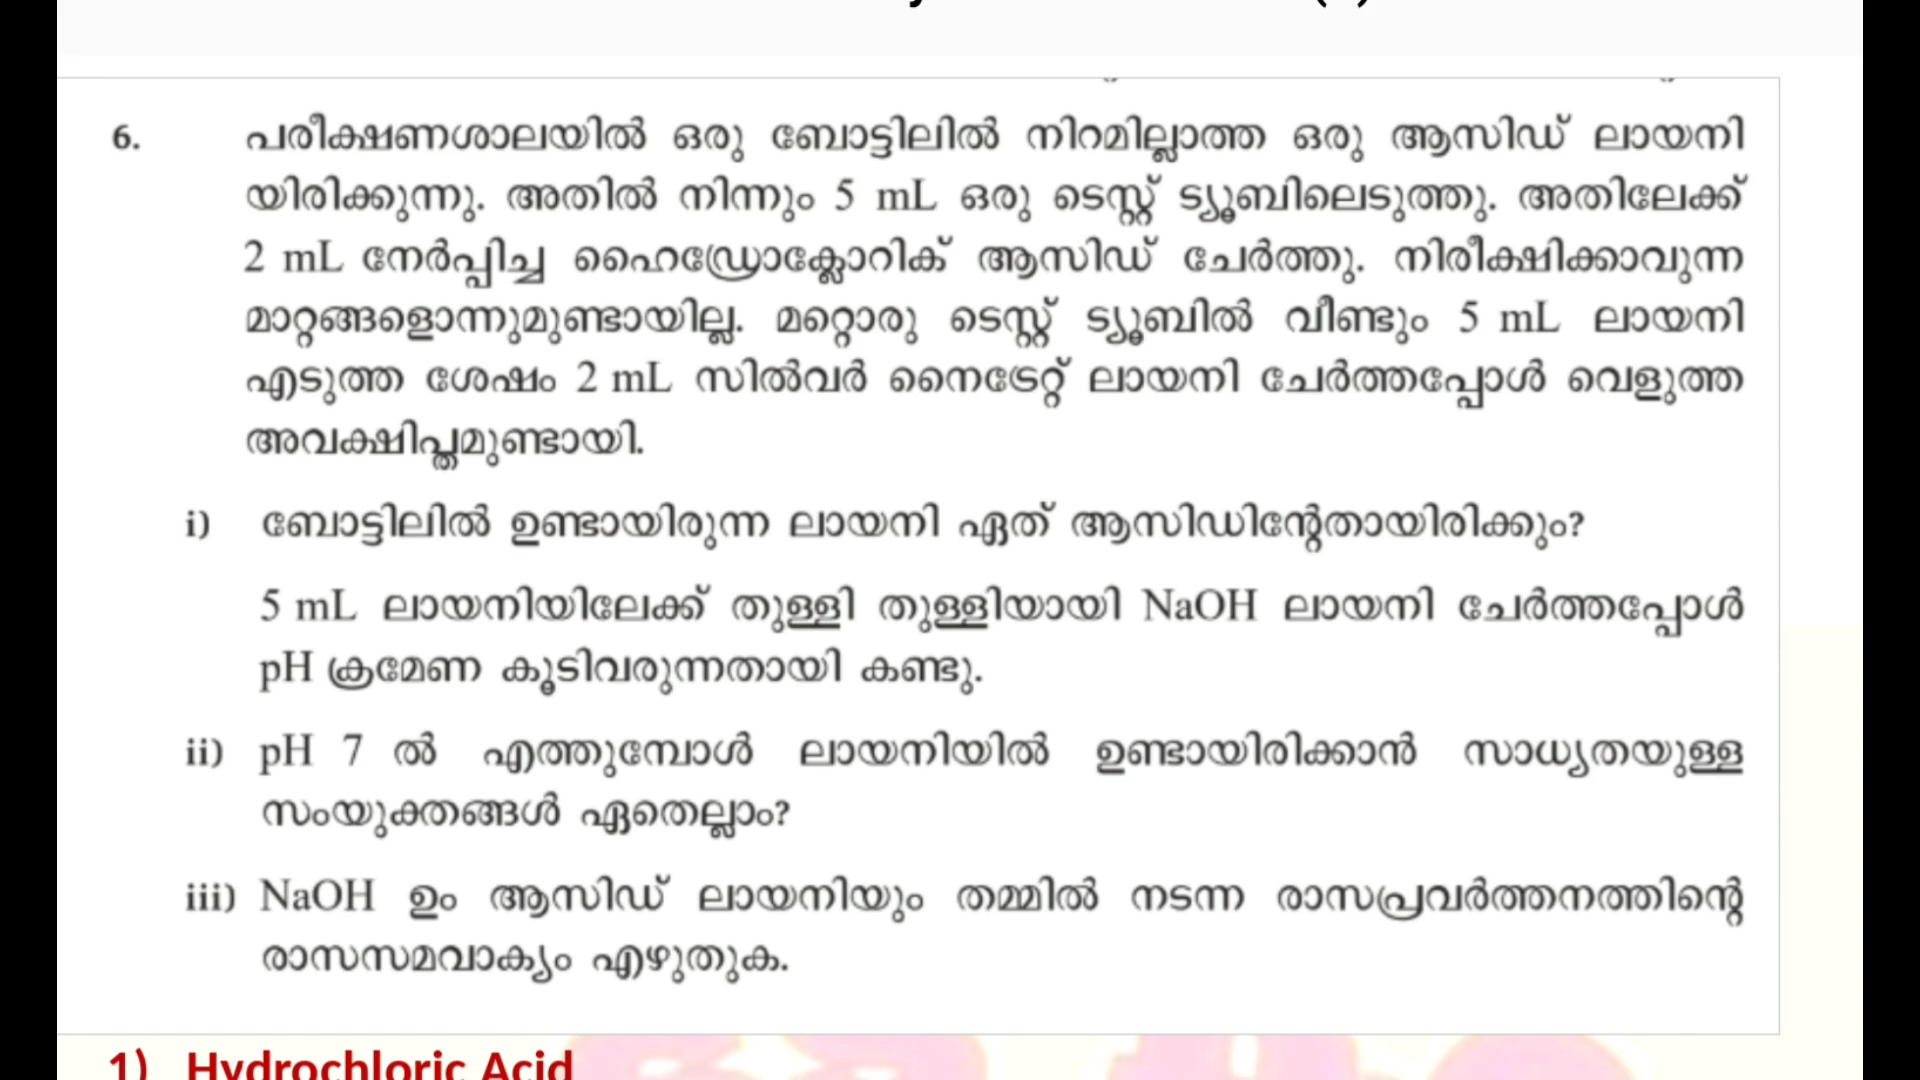 6. പരീക്ഷണശാലയിൽ ഒരു ബോട്ടിലിൽ നിറമില്ലാത്ത ഒരു ആസിഡ് ലായനി
യിരിക്കുന്നു. അതിൽ നിന്നും 5 mL ഒരു ടെസ്റ്റ് ട്യൂബിലെടുത്തു. അതിലേക്ക്
2 mL നേർപ്പിച്ച ഹൈഡ്രോക്ലോറിക് ആസിഡ് ചേർത്തു. നിരീക്ഷിക്കാവുന്ന
മാറ്റങ്ങളൊന്നുമുണ്ടായില്ല. മറ്റൊരു ടെസ്റ്റ് ട്യൂബിൽ വീണ്ടും 5 mL ലായനി
എടുത്ത ശേഷം 2 mL സിൽവർ നൈട്രേറ്റ് ലായനി ചേർത്തപ്പോൾ വെളുത്ത
അവക്ഷിപ്തമുണ്ടായി.
i) ബോട്ടിലിൽ ഉണ്ടായിരുന്ന ലായനി ഏത് ആസിഡിന്റേതായിരിക്കും?
5 mL ലായനിയിലേക്ക് തുള്ളി തുള്ളിയായി NaOH ലായനി ചേർത്തപ്പോൾ
pH ക്രമേണ കൂടിവരുന്നതായി കണ്ടു.
ii) pH 7 ൽ എത്തുമ്പോൾ ലായനിയിൽ ഉണ്ടായിരിക്കാൻ സാധ്യതയുള്ള
സംയുക്തങ്ങൾ ഏതെല്ലാം?
iii) NaOH ഉം ആസിഡ് ലായനിയും തമ്മിൽ നടന്ന രാസപ്രവർത്തനത്തിന്റെ
രാസസമവാക്യം എഴുതുക.
1) Hydrochloric Acid